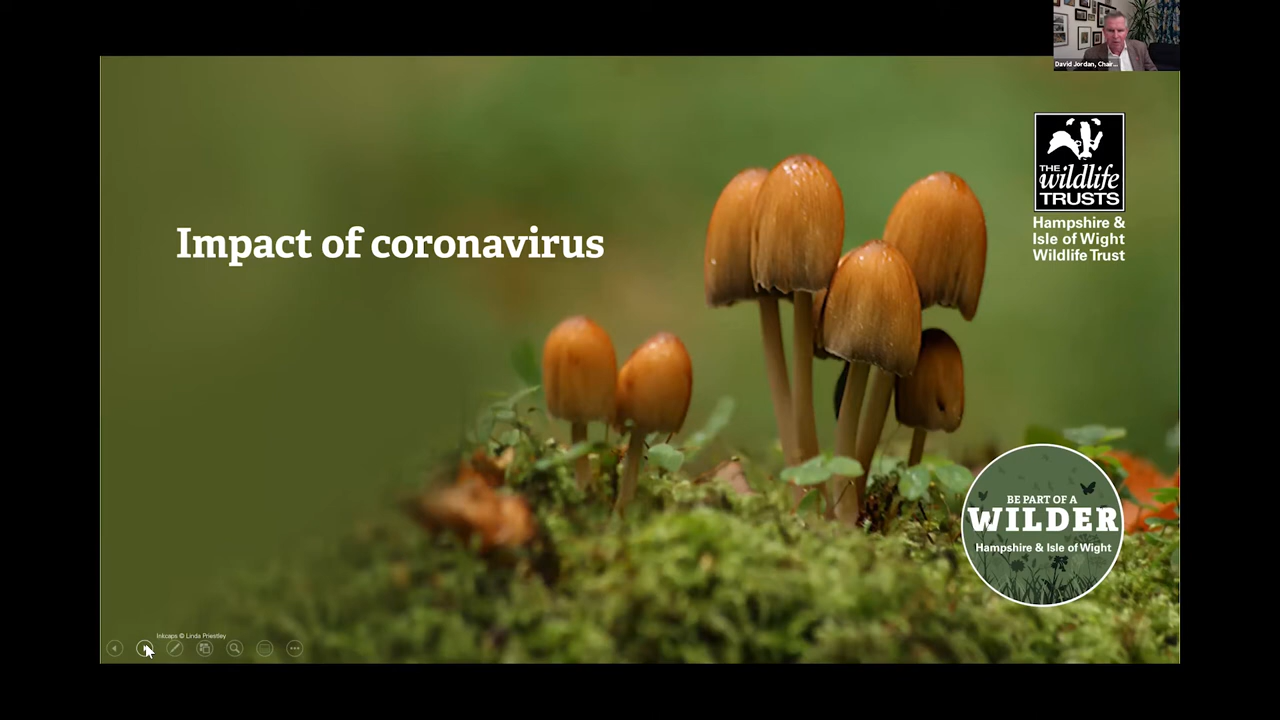 David Jordan, Chair...
Impact of coronavirus
THE
wildlife
TRUSTS
Hampshire &
Isle of Wight
Wildlife Trust
BE PART OF A
WILDER
Hampshire & Isle of Wight
Inkcaps © Linda Priestley